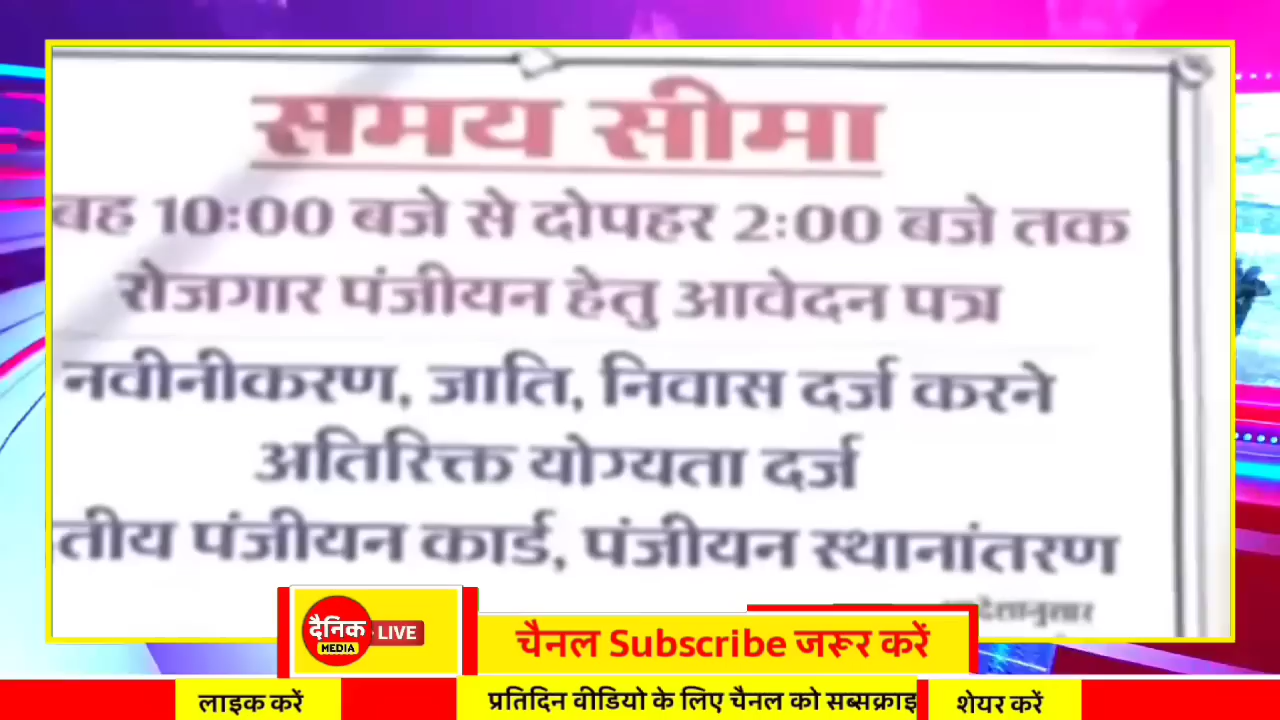 समय सीमा
बह 10:00 बजे से दोपहर 2:00 बजे तक
रोजगार पंजीयन हेतु आवेदन पत्र
नवीनीकरण, जाति, निवास दर्ज करने
अतिरिक्त योग्यता दर्ज
तीय पंजीयन कार्ड, पंजीयन स्थानांतरण
देशानुसार
दैनिक
LIVE
MEDIA
चैनल Subscribe जरूर करें
लाइक करें
प्रतिदिन वीडियो के लिए चैनल को सब्सक्राइ
शेयर करें